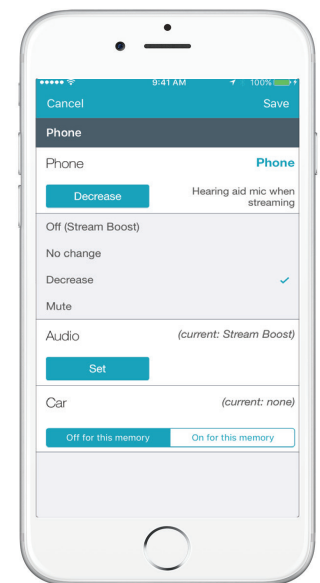 9:41 AM 100%
Cancel Save
Phone
Phone Phone
Decrease Hearing aid mic when
streaming
Off (Stream Boost)
No change
Decrease
Mute
Audio (current: Stream Boost)
Set
Car (current: none)
Off for this memory On for this memory